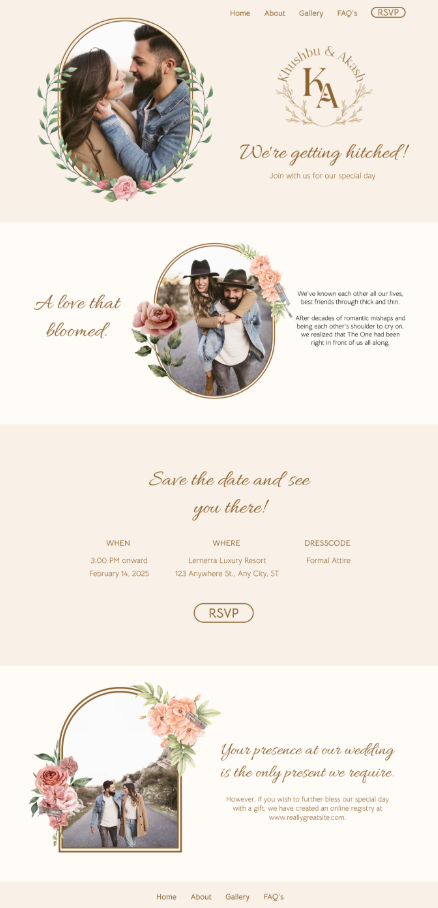 Home About Gallery FAQ's RSVP
Khushbu & Akash
KA
We're getting hitched!
Join with us for our special day
A love that
bloomed.
We've known each other all our lives,
best friends through thick and thin.
After decades of romantic mishaps and
being each other's shoulder to cry on,
we realized that The One had been
right in front of us all along.
Save the date and see
you there!
WHEN
3:00 PM onward
February 14, 2025
WHERE
Lernerra Luxury Resort
123 Anywhere St., Any City, ST
DRESSCODE
Formal Attire
RSVP
Your presence at our wedding
is the only present we require.
However, if you wish to further bless our special day
with a gift, we have created an online registry at
www.reallygreatsite.com.
Home About Gallery FAQ's